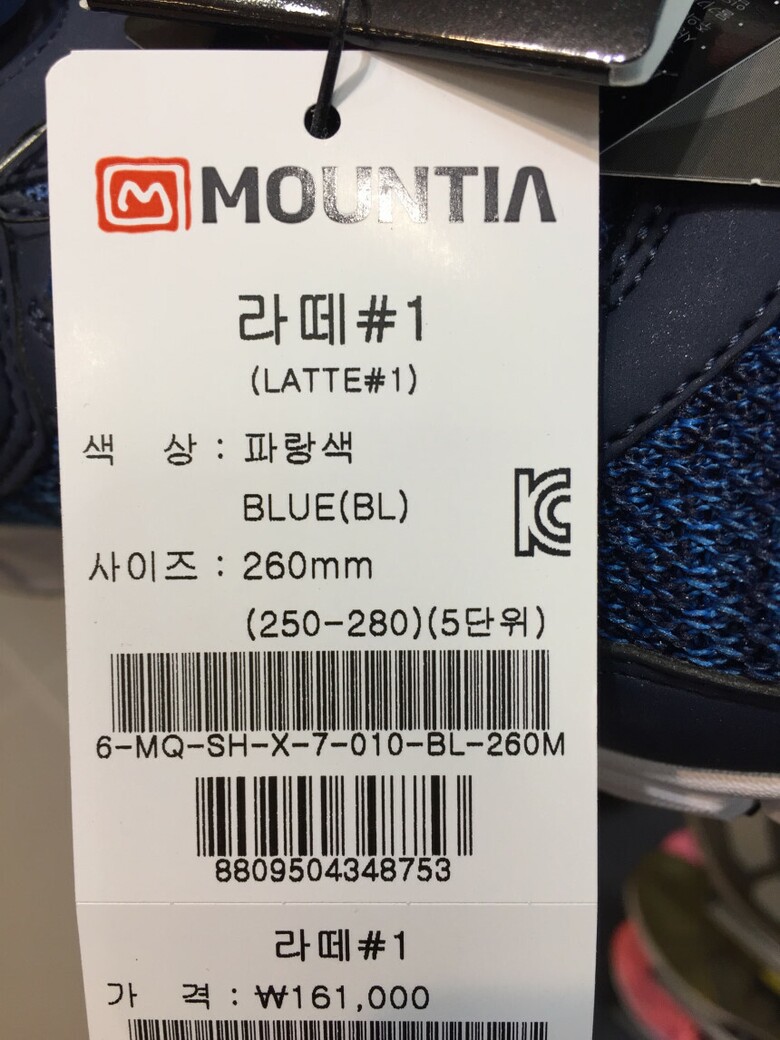 MOUNTIA
라떼#1
(LATTE#1)
색 상 : 파랑색
BLUE(BL)
KC
사이즈 : 260mm
(250-280)(5단위)
6-MQ-SH-X-7-010-BL-260M
8809504348753
라떼#1
가 격 : ₩161,000